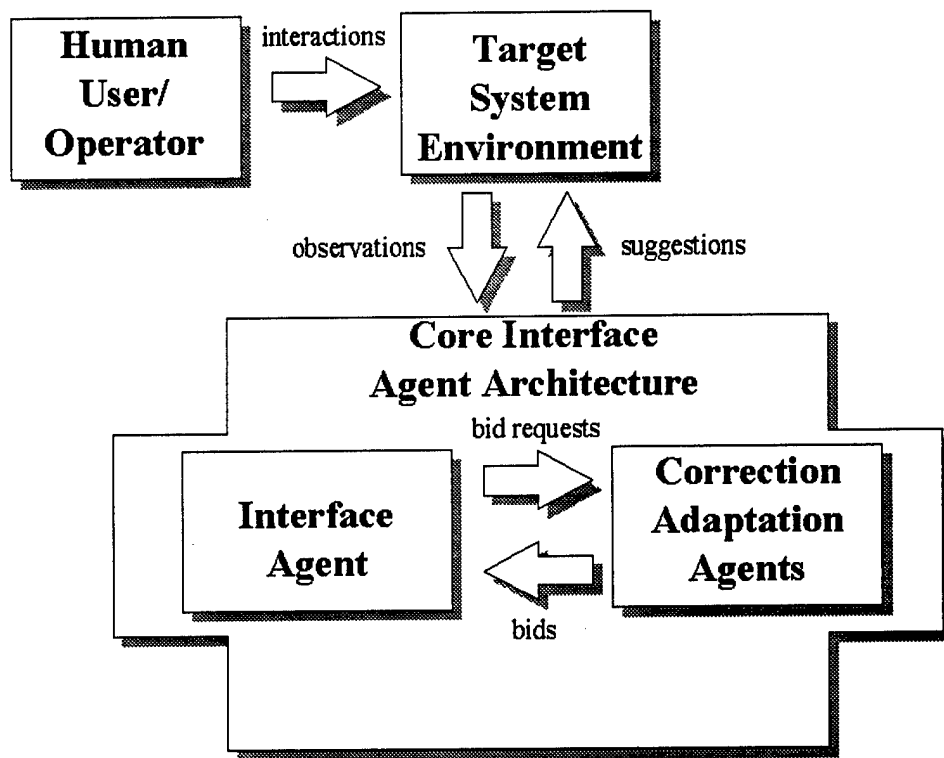 Human
User/
Operator
interactions
Target
System
Environment
observations
suggestions
Core Interface
Agent Architecture
bid requests
Interface
Agent
Correction
Adaptation
Agents
bids